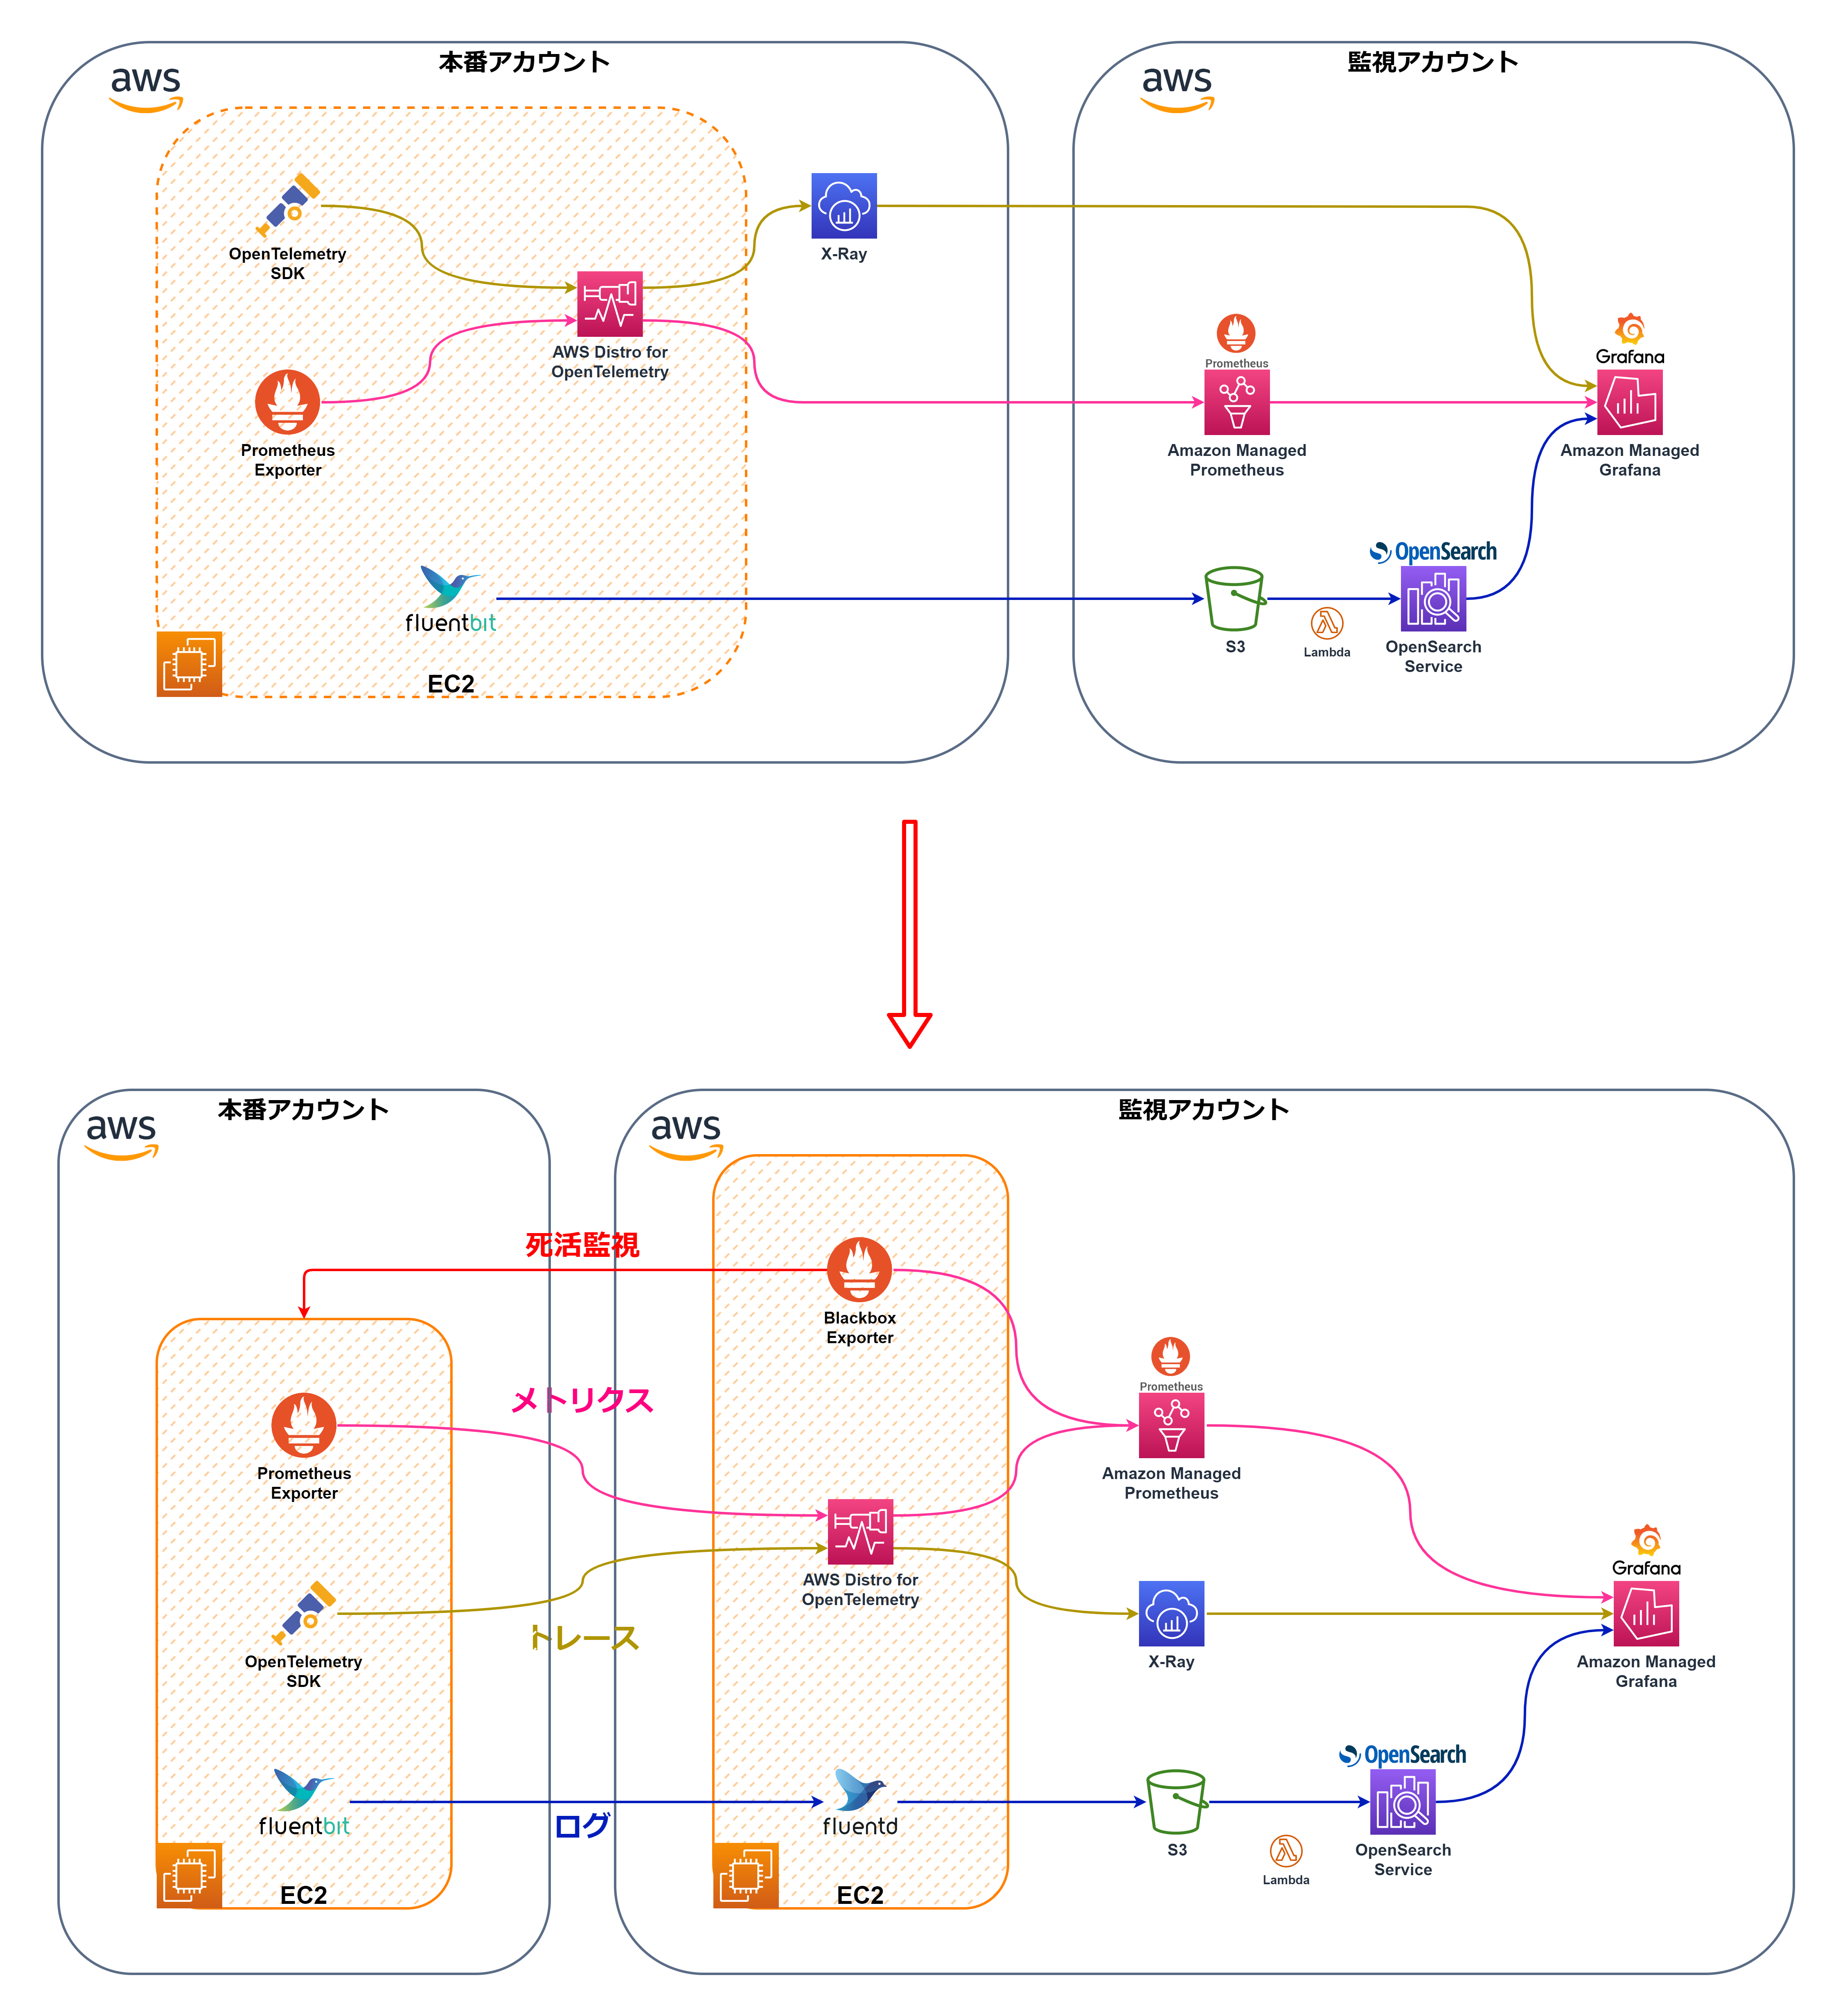 本番アカウント
監視アカウント
aws
aws
OpenTelemetry
SDK
X-Ray
AWS Distro for
OpenTelemetry
Prometheus
Exporter
Prometheus
Amazon Managed
Prometheus
Grafana
Amazon Managed
Grafana
fluentbit
EC2
S3
Lambda
OpenSearch
OpenSearch
Service
本番アカウント
監視アカウント
aws
aws
死活監視
Blackbox
Exporter
メトリクス
Prometheus
Exporter
Prometheus
Amazon Managed
Prometheus
AWS Distro for
OpenTelemetry
Grafana
Amazon Managed
Grafana
トレース
OpenTelemetry
SDK
X-Ray
fluentbit
ログ
fluentd
EC2
EC2
S3
Lambda
OpenSearch
OpenSearch
Service